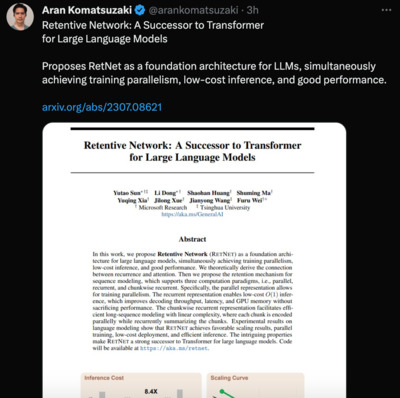 Aran Komatsuzaki @arankomatsuzaki · 3h
Retentive Network: A Successor to Transformer
for Large Language Models
Proposes RetNet as a foundation architecture for LLMs, simultaneously
achieving training parallelism, low-cost inference, and good performance.
arxiv.org/abs/2307.08621
Retentive Network: A Successor to Transformer
for Large Language Models
Yutao Sun Li Dong Shaohan Huang Shuming Ma
Yuqing Xia Jilong Xue Jianyong Wang Furu Wei
† Microsoft Research ‡ Tsinghua University
https://aka.ms/GeneralAI
Abstract
In this work, we propose Retentive Network (RETNET) as a foundation archi-
tecture for large language models, simultaneously achieving training parallelism,
low-cost inference, and good performance. We theoretically derive the connection
between recurrence and attention. Then we propose the retention mechanism for
sequence modeling, which supports three computation paradigms, i.e., parallel,
recurrent, and chunkwise recurrent. Specifically, the parallel representation allows
for training parallelism. The recurrent representation enables low-cost O(1) infer-
ence, which improves decoding throughput, latency, and GPU memory without
sacrificing performance. The chunkwise recurrent representation facilitates effi-
cient long-sequence modeling with linear complexity, where each chunk is encoded
parallelly while recurrently summarizing the chunks. Experimental results on
language modeling show that RETNET achieves favorable scaling results, parallel
training, low-cost deployment, and efficient inference. The intriguing properties
make RETNET a strong successor to Transformer for large language models. Code
will be available at https://aka.ms/retnet.
Inference Cost
Scaling Curve
8.4X